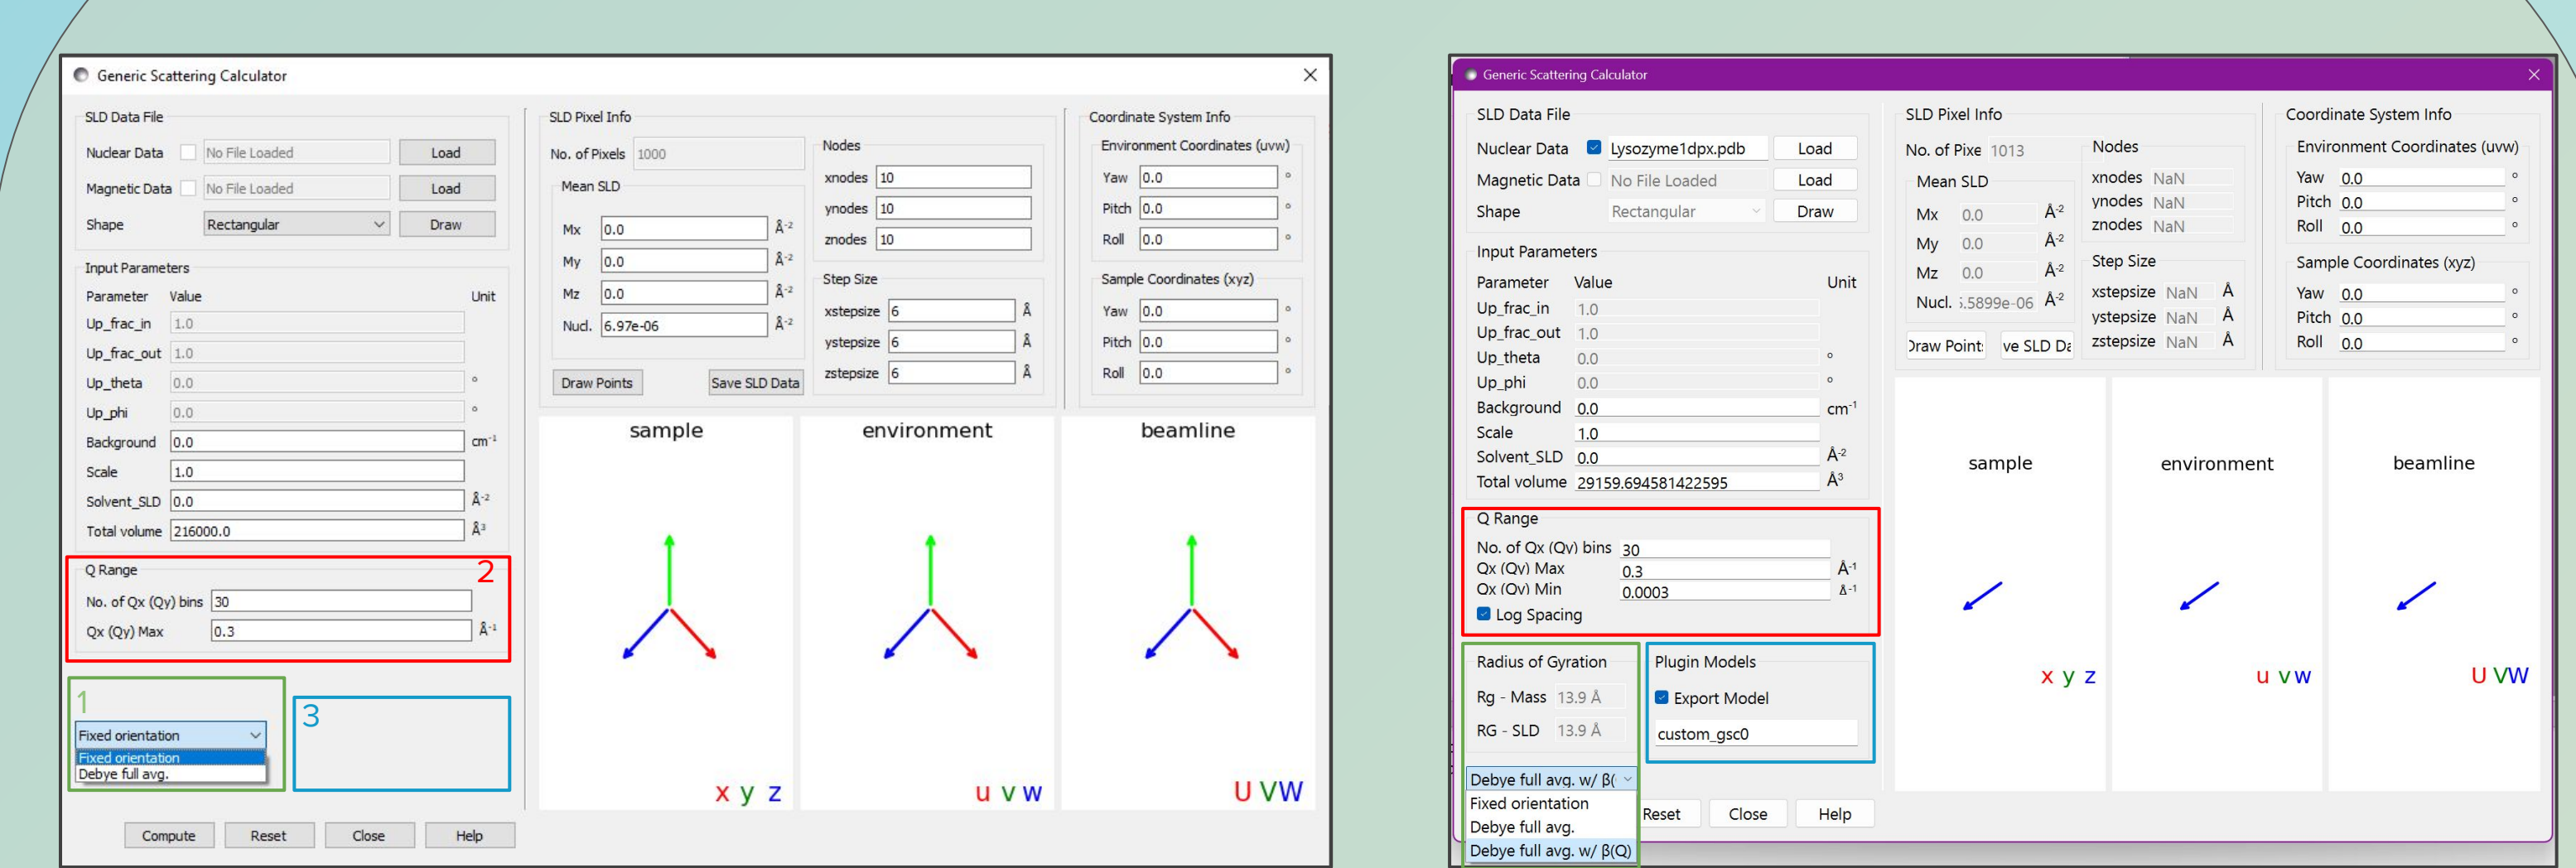 Generic Scattering Calculator
SLD Data File
Nuclear Data No File Loaded Load
Magnetic Data No File Loaded Load
Shape Rectangular Draw
Input Parameters
Parameter Value Unit
Up_frac_in 1.0
Up_frac_out 1.0
Up_theta 0.0 °
Up_phi 0.0 °
Background 0.0 cm⁻¹
Scale 1.0
Solvent_SLD 0.0 Å⁻²
Total volume 216000.0 Å³
Q Range 2
No. of Qx (Qy) bins 30
Qx (Qy) Max 0.3 Å⁻¹
1
3
Fixed orientation
Fixed orientation
Debye full avg.
Compute Reset Close Help
SLD Pixel Info
No. of Pixels 1000
Mean SLD
Mx 0.0 Å⁻²
My 0.0 Å⁻²
Mz 0.0 Å⁻²
Nucl. 6.97e-06 Å⁻²
Draw Points Save SLD Data
Nodes
xnodes 10
ynodes 10
znodes 10
Step Size
xstepsize 6 Å
ystepsize 6 Å
zstepsize 6 Å
Coordinate System Info
Environment Coordinates (uvw)
Yaw 0.0 °
Pitch 0.0 °
Roll 0.0 °
Sample Coordinates (xyz)
Yaw 0.0 °
Pitch 0.0 °
Roll 0.0 °
sample environment beamline
x y z u v w U V W
Generic Scattering Calculator
SLD Data File
Nuclear Data Lysozyme1dpx.pdb Load
Magnetic Data No File Loaded Load
Shape Rectangular Draw
Input Parameters
Parameter Value Unit
Up_frac_in 1.0
Up_frac_out 1.0
Up_theta 0.0 °
Up_phi 0.0 °
Background 0.0 cm⁻¹
Scale 1.0
Solvent_SLD 0.0 Å⁻²
Total volume 29159.694581422595 Å³
Q Range
No. of Qx (Qy) bins 30
Qx (Qy) Max 0.3 Å⁻¹
Qx (Qy) Min 0.0003 Å⁻¹
Log Spacing
Radius of Gyration
Rg - Mass 13.9 Å
RG - SLD 13.9 Å
Plugin Models
Export Model
custom_gsc0
Debye full avg. w/ β(
Fixed orientation
Debye full avg.
Debye full avg. w/ β(Q)
Reset Close Help
SLD Pixel Info
No. of Pixe 1013
Mean SLD
Mx 0.0 Å⁻²
My 0.0 Å⁻²
Mz 0.0 Å⁻²
Nucl. .5899e-06 Å⁻²
Draw Point ve SLD Da
Nodes
xnodes NaN
ynodes NaN
znodes NaN
Step Size
xstepsize NaN Å
ystepsize NaN Å
zstepsize NaN Å
Coordinate System Info
Environment Coordinates (uvw)
Yaw 0.0 °
Pitch 0.0 °
Roll 0.0 °
Sample Coordinates (xyz)
Yaw 0.0 °
Pitch 0.0 °
Roll 0.0 °
sample environment beamline
x y z u v w U V W